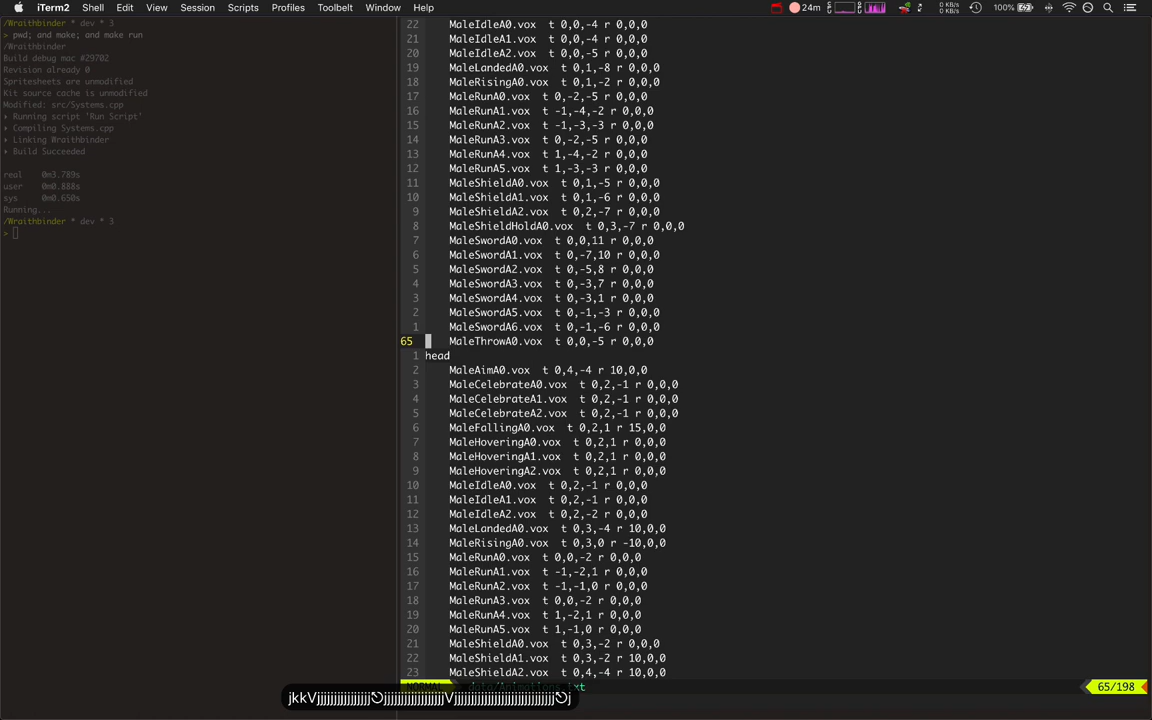 iTerm2 Shell Edit View Session Scripts Profiles Toolbelt Window Help 24m 0 KB/s 0 KB/s 100%
/Wraithbinder * dev * 3
> pwd; and make; and make run
/Wraithbinder
Build debug mac #29702
Revision already 0
Spritesheets are unmodified
Kit source cache is unmodified
Modified: src/Systems.cpp
▸ Running script 'Run Script'
▸ Compiling Systems.cpp
▸ Linking Wraithbinder
▸ Build Succeeded
real 0m3.789s
user 0m0.888s
sys 0m0.650s
Running...
/Wraithbinder * dev * 3
>
22 MaleIdleA0.vox t 0,0,-4 r 0,0,0
21 MaleIdleA1.vox t 0,0,-4 r 0,0,0
20 MaleIdleA2.vox t 0,0,-5 r 0,0,0
19 MaleLandedA0.vox t 0,1,-8 r 0,0,0
18 MaleRisingA0.vox t 0,1,-2 r 0,0,0
17 MaleRunA0.vox t 0,-2,-5 r 0,0,0
16 MaleRunA1.vox t -1,-4,-2 r 0,0,0
15 MaleRunA2.vox t -1,-3,-3 r 0,0,0
14 MaleRunA3.vox t 0,-2,-5 r 0,0,0
13 MaleRunA4.vox t 1,-4,-2 r 0,0,0
12 MaleRunA5.vox t 1,-3,-3 r 0,0,0
11 MaleShieldA0.vox t 0,1,-5 r 0,0,0
10 MaleShieldA1.vox t 0,1,-6 r 0,0,0
9 MaleShieldA2.vox t 0,2,-7 r 0,0,0
8 MaleShieldHoldA0.vox t 0,3,-7 r 0,0,0
7 MaleSwordA0.vox t 0,0,11 r 0,0,0
6 MaleSwordA1.vox t 0,-7,10 r 0,0,0
5 MaleSwordA2.vox t 0,-5,8 r 0,0,0
4 MaleSwordA3.vox t 0,-3,7 r 0,0,0
3 MaleSwordA4.vox t 0,-3,1 r 0,0,0
2 MaleSwordA5.vox t 0,-1,-3 r 0,0,0
1 MaleSwordA6.vox t 0,-1,-6 r 0,0,0
65 MaleThrowA0.vox t 0,0,-5 r 0,0,0
1 head
2 MaleAimA0.vox t 0,4,-4 r 10,0,0
3 MaleCelebrateA0.vox t 0,2,-1 r 0,0,0
4 MaleCelebrateA1.vox t 0,2,-1 r 0,0,0
5 MaleCelebrateA2.vox t 0,2,-1 r 0,0,0
6 MaleFallingA0.vox t 0,2,1 r 15,0,0
7 MaleHoveringA0.vox t 0,2,1 r 0,0,0
8 MaleHoveringA1.vox t 0,2,1 r 0,0,0
9 MaleHoveringA2.vox t 0,2,1 r 0,0,0
10 MaleIdleA0.vox t 0,2,-1 r 0,0,0
11 MaleIdleA1.vox t 0,2,-1 r 0,0,0
12 MaleIdleA2.vox t 0,2,-2 r 0,0,0
13 MaleLandedA0.vox t 0,3,-4 r 10,0,0
14 MaleRisingA0.vox t 0,3,0 r -10,0,0
15 MaleRunA0.vox t 0,0,-2 r 0,0,0
16 MaleRunA1.vox t -1,-2,1 r 0,0,0
17 MaleRunA2.vox t -1,-1,0 r 0,0,0
18 MaleRunA3.vox t 0,0,-2 r 0,0,0
19 MaleRunA4.vox t 1,-2,1 r 0,0,0
20 MaleRunA5.vox t 1,-1,0 r 0,0,0
21 MaleShieldA0.vox t 0,3,-2 r 10,0,0
22 MaleShieldA1.vox t 0,3,-2 r 10,0,0
23 MaleShieldA2.vox t 0,4,-4 r 10,0,0
65/198